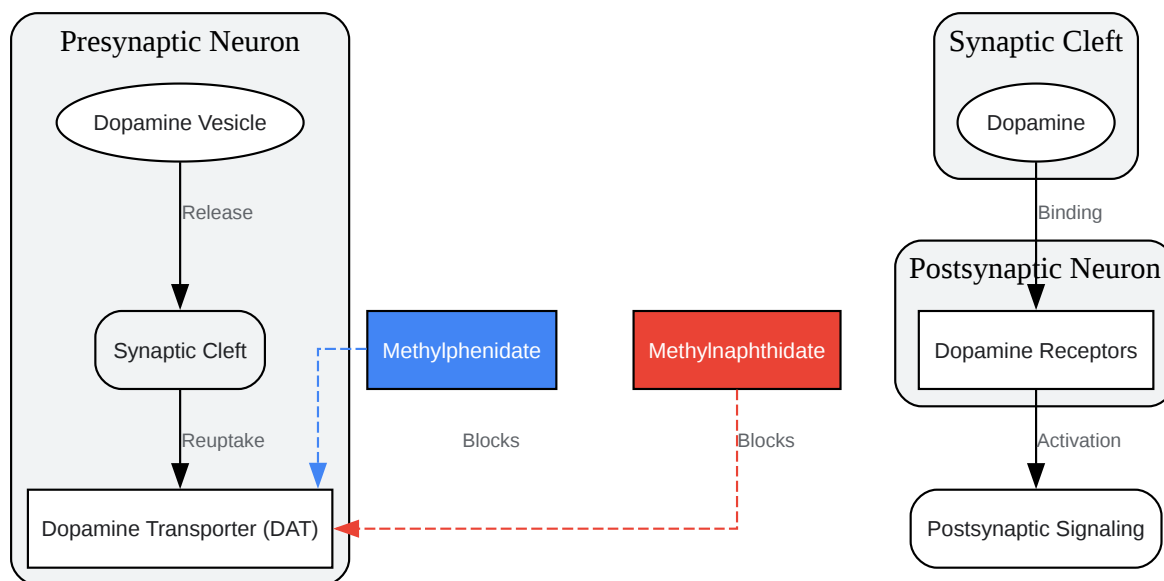 Presynaptic Neuron
Synaptic Cleft
Dopamine Vesicle
Dopamine
Release
Binding
Postsynaptic Neuron
Synaptic Cleft
Methylphenidate
Methylnaphthidate
Dopamine Receptors
Reuptake
Blocks
Blocks
Activation
Dopamine Transporter (DAT)
Postsynaptic Signaling